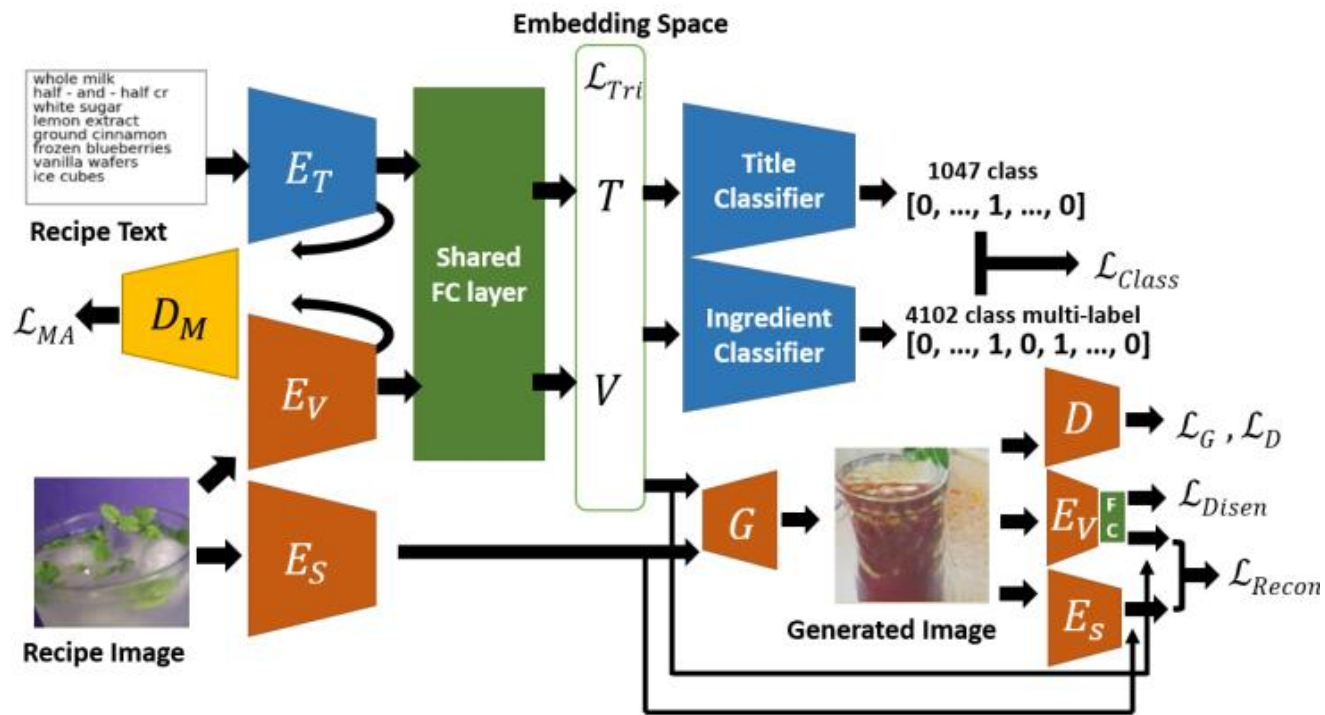 Embedding Space
whole milk
half - and - half cr
white sugar
lemon extract
ground cinnamon
frozen blueberries
vanilla wafers
ice cubes
Recipe Text
E_T
Shared
FC layer
ℒ_Tri
T
V
Title
Classifier
1047 class
[0, ..., 1, ..., 0]
ℒ_Class
Ingredient
Classifier
4102 class multi-label
[0, ..., 1, 0, 1, ..., 0]
ℒ_MA
D_M
E_V
E_S
Recipe Image
G
Generated Image
D
ℒ_G , ℒ_D
E_V
F
C
ℒ_Disen
E_s
ℒ_Recon